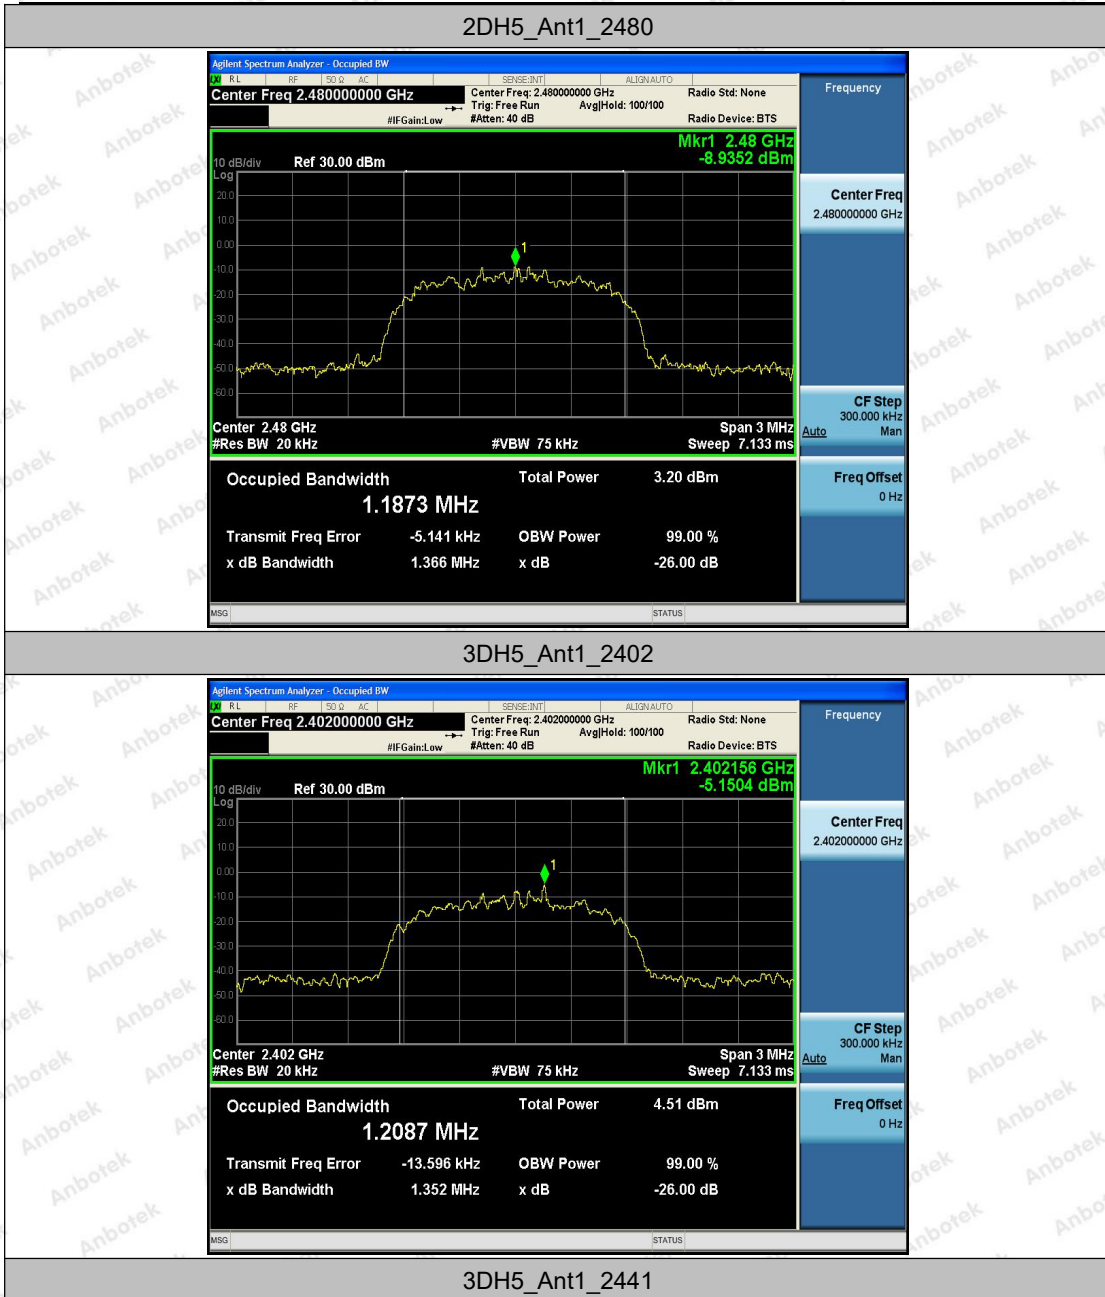 2DH5_Ant1_2480
Agilent Spectrum Analyzer - Occupied BW
LXI RL RF 50 Ω AC SENSE:INT ALIGNAUTO
Center Freq 2.480000000 GHz
Center Freq: 2.480000000 GHz
Radio Std: None
Trig: Free Run Avg|Hold: 100/100
#IFGain:Low #Atten: 40 dB
Radio Device: BTS
Mkr1 2.48 GHz
-8.9352 dBm
10 dB/div Ref 30.00 dBm
Log
20.0
10.0
0.00
-10.0
-20.0
-30.0
-40.0
-50.0
-60.0
1
Center 2.48 GHz Span 3 MHz
#Res BW 20 kHz #VBW 75 kHz Sweep 7.133 ms
Occupied Bandwidth Total Power 3.20 dBm
1.1873 MHz
Transmit Freq Error -5.141 kHz OBW Power 99.00 %
x dB Bandwidth 1.366 MHz x dB -26.00 dB
MSG STATUS
Frequency
Center Freq
2.480000000 GHz
CF Step
300.000 kHz
Auto Man
Freq Offset
0 Hz
3DH5_Ant1_2402
Agilent Spectrum Analyzer - Occupied BW
LXI RL RF 50 Ω AC SENSE:INT ALIGNAUTO
Center Freq 2.402000000 GHz
Center Freq: 2.402000000 GHz
Radio Std: None
Trig: Free Run Avg|Hold: 100/100
#IFGain:Low #Atten: 40 dB
Radio Device: BTS
Mkr1 2.402156 GHz
-5.1504 dBm
10 dB/div Ref 30.00 dBm
Log
20.0
10.0
0.00
-10.0
-20.0
-30.0
-40.0
-50.0
-60.0
1
Center 2.402 GHz Span 3 MHz
#Res BW 20 kHz #VBW 75 kHz Sweep 7.133 ms
Occupied Bandwidth Total Power 4.51 dBm
1.2087 MHz
Transmit Freq Error -13.596 kHz OBW Power 99.00 %
x dB Bandwidth 1.352 MHz x dB -26.00 dB
MSG STATUS
Frequency
Center Freq
2.402000000 GHz
CF Step
300.000 kHz
Auto Man
Freq Offset
0 Hz
3DH5_Ant1_2441
Anbotek